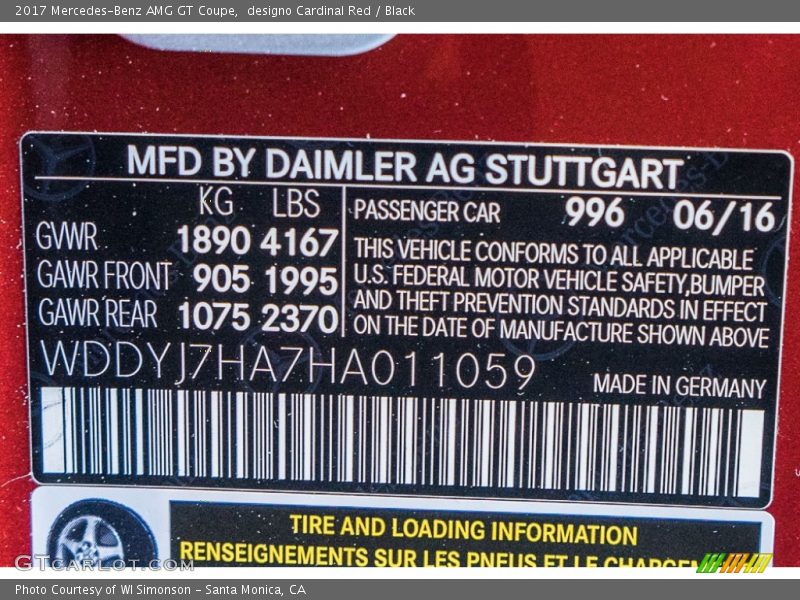 2017 Mercedes-Benz AMG GT Coupe, designo Cardinal Red / Black
MFD BY DAIMLER AG STUTTGART
KG LBS
GVWR 1890 4167
GAWR FRONT 905 1995
GAWR REAR 1075 2370
PASSENGER CAR 996 06/16
THIS VEHICLE CONFORMS TO ALL APPLICABLE
U.S. FEDERAL MOTOR VEHICLE SAFETY,BUMPER
AND THEFT PREVENTION STANDARDS IN EFFECT
ON THE DATE OF MANUFACTURE SHOWN ABOVE
WDDYJ7HA7HA011059
MADE IN GERMANY
TIRE AND LOADING INFORMATION
RENSEIGNEMENTS SUR LES PNEUS ET LE
GTCARLOT.COM
Photo Courtesy of WI Simonson - Santa Monica, CA